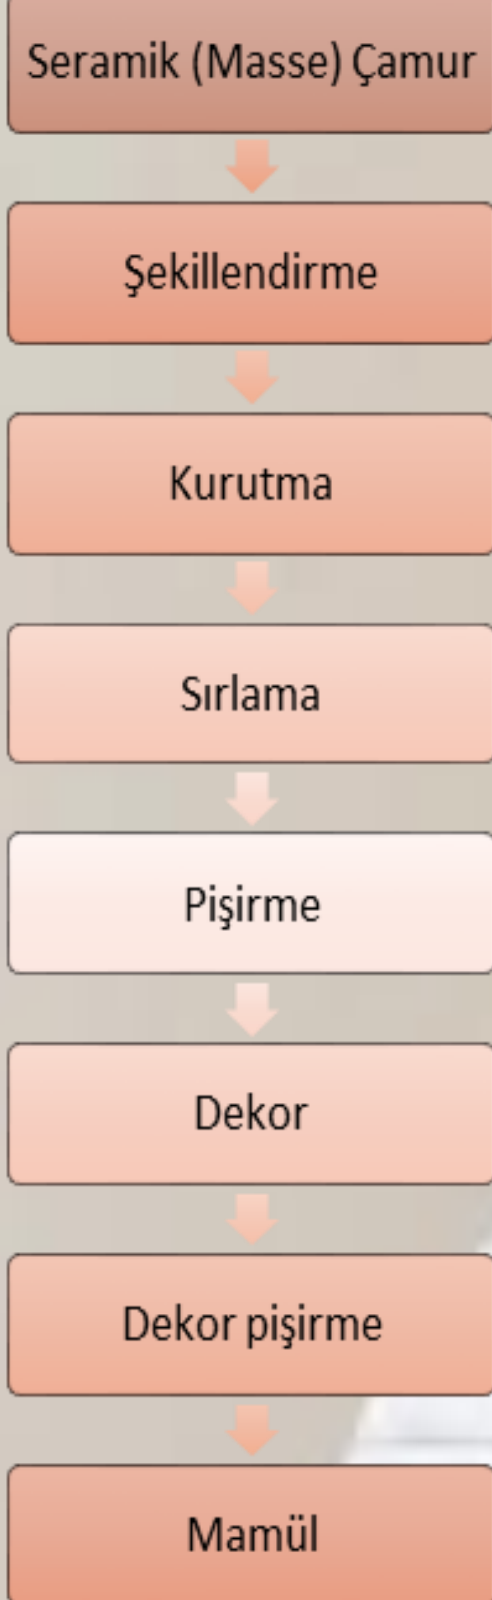 Seramik (Masse) Çamur
Şekillendirme
Kurutma
Sırlama
Pişirme
Dekor
Dekor pişirme
Mamül